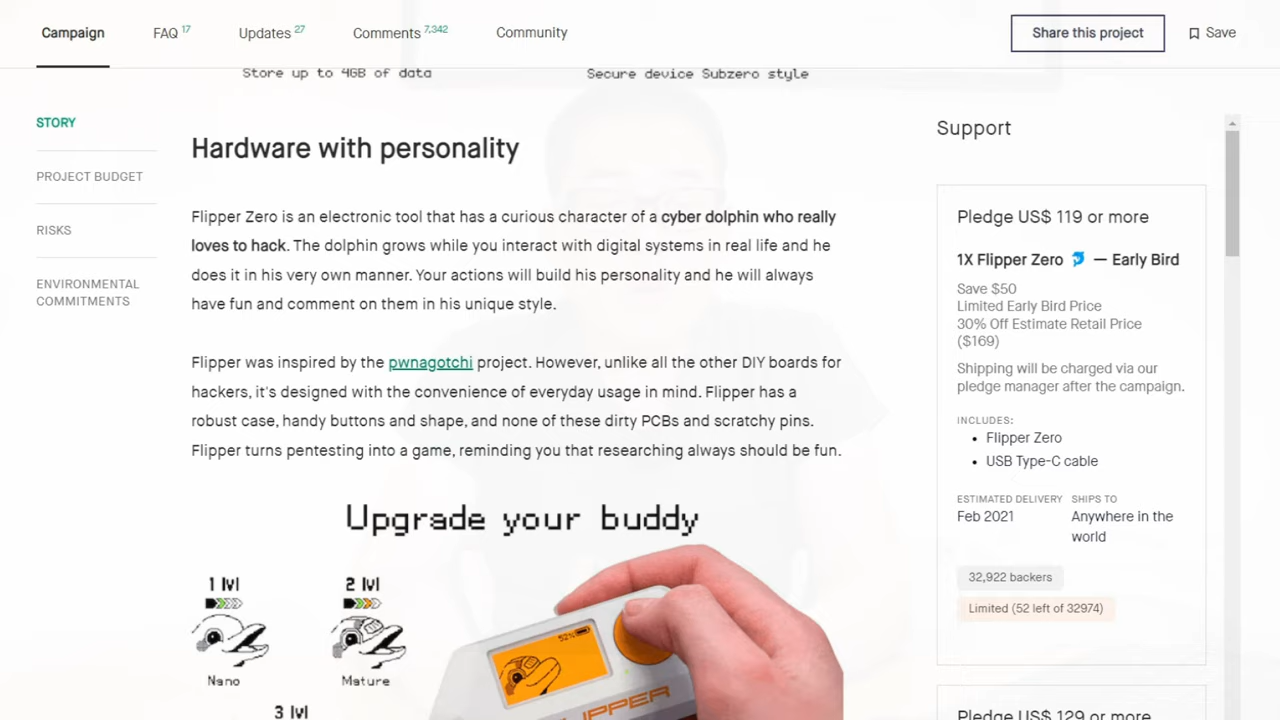 Campaign
FAQ 17
Updates 27
Comments 7,342
Community
Share this project
Save
Store up to 4GB of data
Secure device Subzero style
STORY
PROJECT BUDGET
RISKS
ENVIRONMENTAL
COMMITMENTS
Hardware with personality
Flipper Zero is an electronic tool that has a curious character of a cyber dolphin who really
loves to hack. The dolphin grows while you interact with digital systems in real life and he
does it in his very own manner. Your actions will build his personality and he will always
have fun and comment on them in his unique style.
Flipper was inspired by the pwnagotchi project. However, unlike all the other DIY boards for
hackers, it's designed with the convenience of everyday usage in mind. Flipper has a
robust case, handy buttons and shape, and none of these dirty PCBs and scratchy pins.
Flipper turns pentesting into a game, reminding you that researching always should be fun.
Upgrade your buddy
1 lvl
2 lvl
Nano
Mature
3 lvl
52%
FLIPPER
Support
Pledge US$ 119 or more
1X Flipper Zero — Early Bird
Save $50
Limited Early Bird Price
30% Off Estimate Retail Price
($169)
Shipping will be charged via our
pledge manager after the campaign.
INCLUDES:
• Flipper Zero
• USB Type-C cable
ESTIMATED DELIVERY
Feb 2021
SHIPS TO
Anywhere in the
world
32,922 backers
Limited (52 left of 32974)
Pledge US$ 129 or more